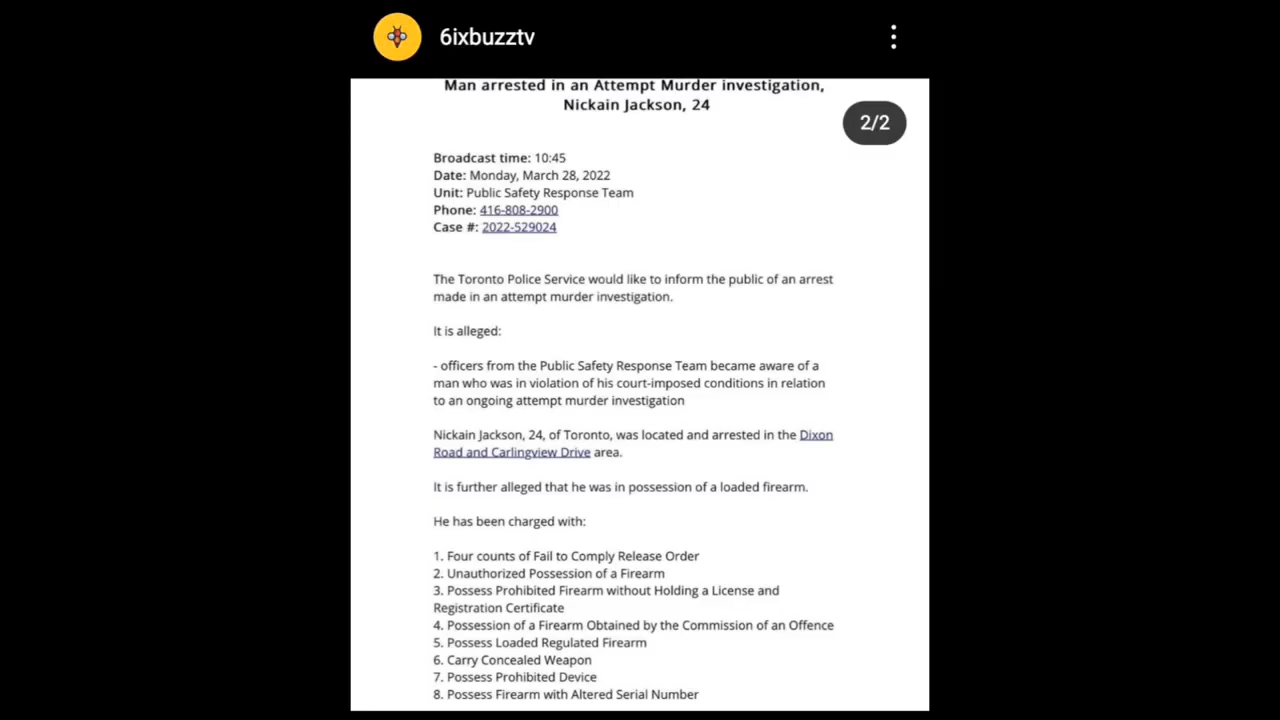 6ixbuzztv
Man arrested in an Attempt Murder investigation,
Nickain Jackson, 24
2/2
Broadcast time: 10:45
Date: Monday, March 28, 2022
Unit: Public Safety Response Team
Phone: 416-808-2900
Case #: 2022-529024
The Toronto Police Service would like to inform the public of an arrest
made in an attempt murder investigation.
It is alleged:
- officers from the Public Safety Response Team became aware of a
man who was in violation of his court-imposed conditions in relation
to an ongoing attempt murder investigation
Nickain Jackson, 24, of Toronto, was located and arrested in the Dixon
Road and Carlingview Drive area.
It is further alleged that he was in possession of a loaded firearm.
He has been charged with:
1. Four counts of Fail to Comply Release Order
2. Unauthorized Possession of a Firearm
3. Possess Prohibited Firearm without Holding a License and
Registration Certificate
4. Possession of a Firearm Obtained by the Commission of an Offence
5. Possess Loaded Regulated Firearm
6. Carry Concealed Weapon
7. Possess Prohibited Device
8. Possess Firearm with Altered Serial Number